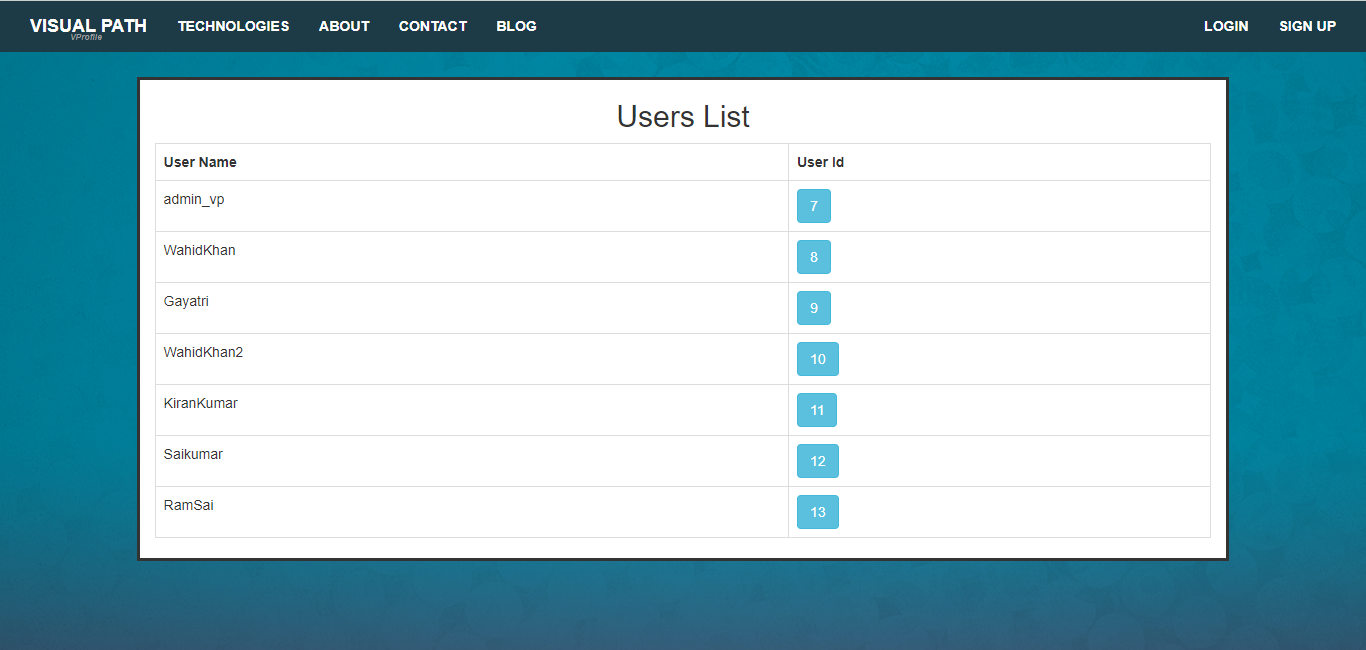 VISUAL PATH TECHNOLOGIES ABOUT CONTACT BLOG LOGIN SIGN UP
VProfile
Users List
User Name User Id
admin_vp 7
WahidKhan 8
Gayatri 9
WahidKhan2 10
KiranKumar 11
Saikumar 12
RamSai 13